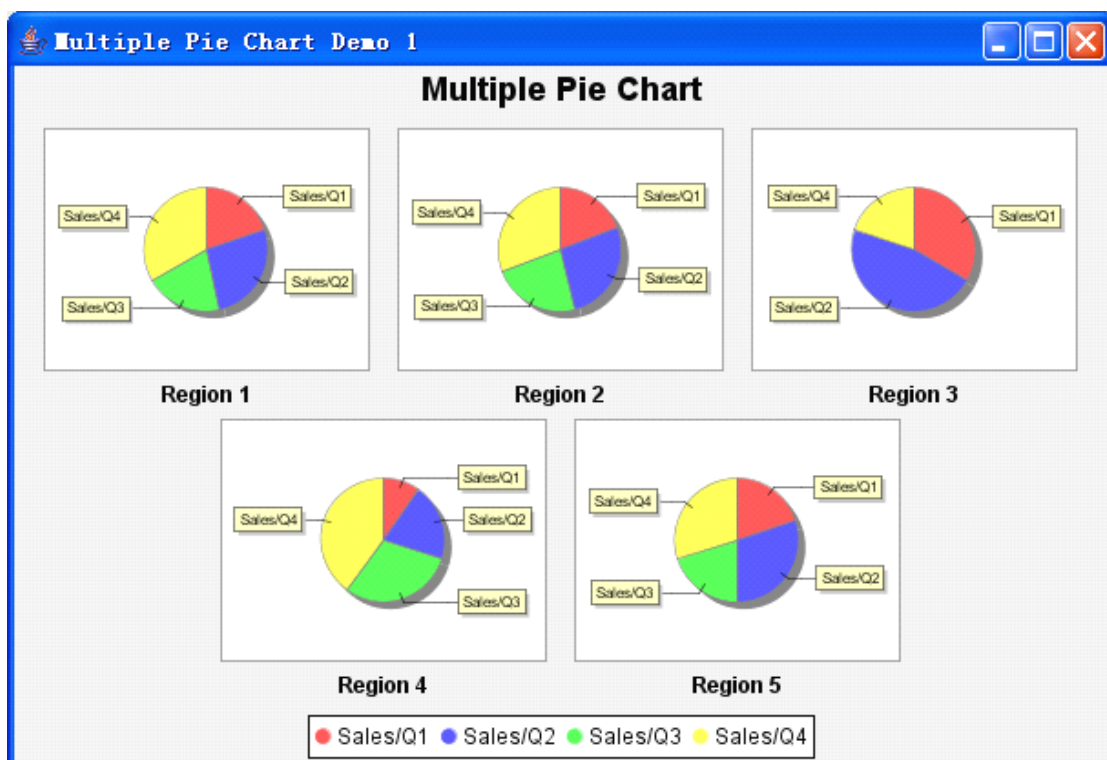 Multiple Pie Chart Demo 1
Multiple Pie Chart
Sales/Q1
Sales/Q4
Sales/Q2
Sales/Q3
Region 1
Sales/Q1
Sales/Q4
Sales/Q2
Sales/Q3
Region 2
Sales/Q4
Sales/Q1
Sales/Q2
Region 3
Sales/Q1
Sales/Q4
Sales/Q2
Sales/Q3
Region 4
Sales/Q1
Sales/Q4
Sales/Q2
Sales/Q3
Region 5
Sales/Q1 Sales/Q2 Sales/Q3 Sales/Q4